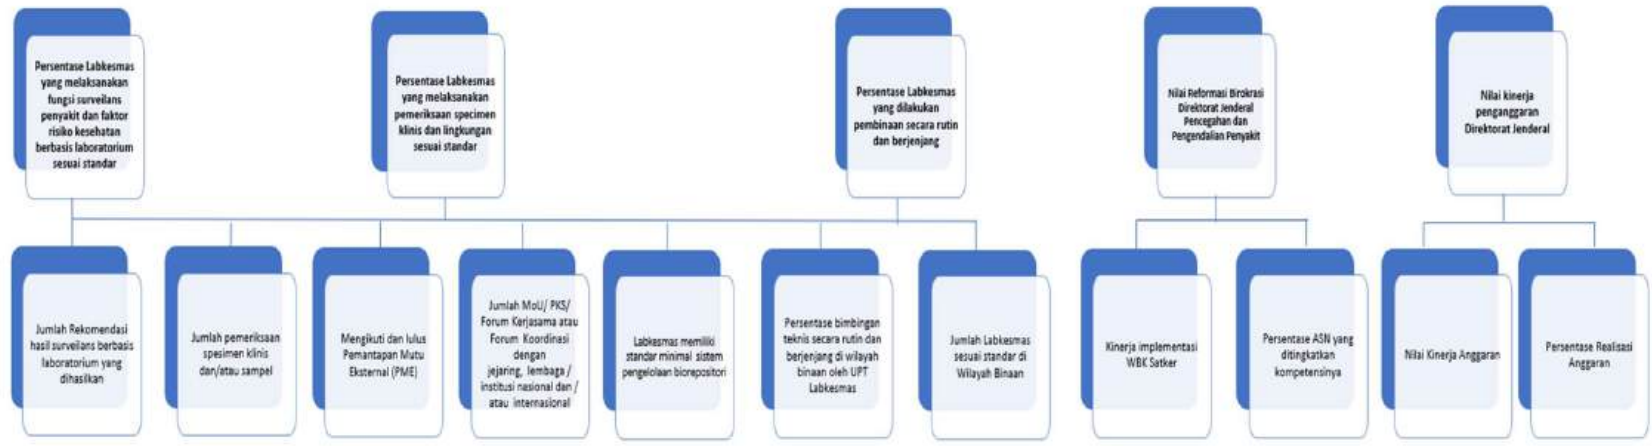 Persentase Labkesmas
yang melaksanakan
fungsi surveilans
penyakit dan faktor
risiko kesehatan
berbasis laboratorium
sesuai standar
Persentase Labkesmas
yang melaksanakan
pemeriksaan specimen
klinis dan lingkungan
sesuai standar
Persentase Labkesmas
yang dilakukan
pembinaan secara rutin
dan berjenjang
Nilai Reformasi Birokrasi
Direktorat Jenderal
Pencegahan dan
Pengendalian Penyakit
Nilai kinerja
penganggaran
Direktorat Jenderal
Jumlah Rekomendasi
hasil surveilans berbasis
laboratorium yang
dihasilkan
Jumlah pemeriksaan
spesimen klinis
dan/atau sampel
Mengikuti dan lulus
Pemantapan Mutu
Eksternal (PME)
Jumlah MoU/ PKS/
Forum Kerjasama atau
Forum Koordinasi
dengan
jejaring, lembaga /
institusi nasional dan /
atau internasional
Labkesmas memiliki
standar minimal sistem
pengelolaan biorepositori
Persentase bimbingan
teknis secara rutin dan
berjenjang di wilayah
binaan oleh UPT
Labkesmas
Jumlah Labkesmas
sesuai standar di
Wilayah Binaan
Kinerja implementasi
WBK Satker
Persentase ASN yang
ditingkatkan
kompetensinya
Nilai Kinerja Anggaran
Persentase Realisasi
Anggaran